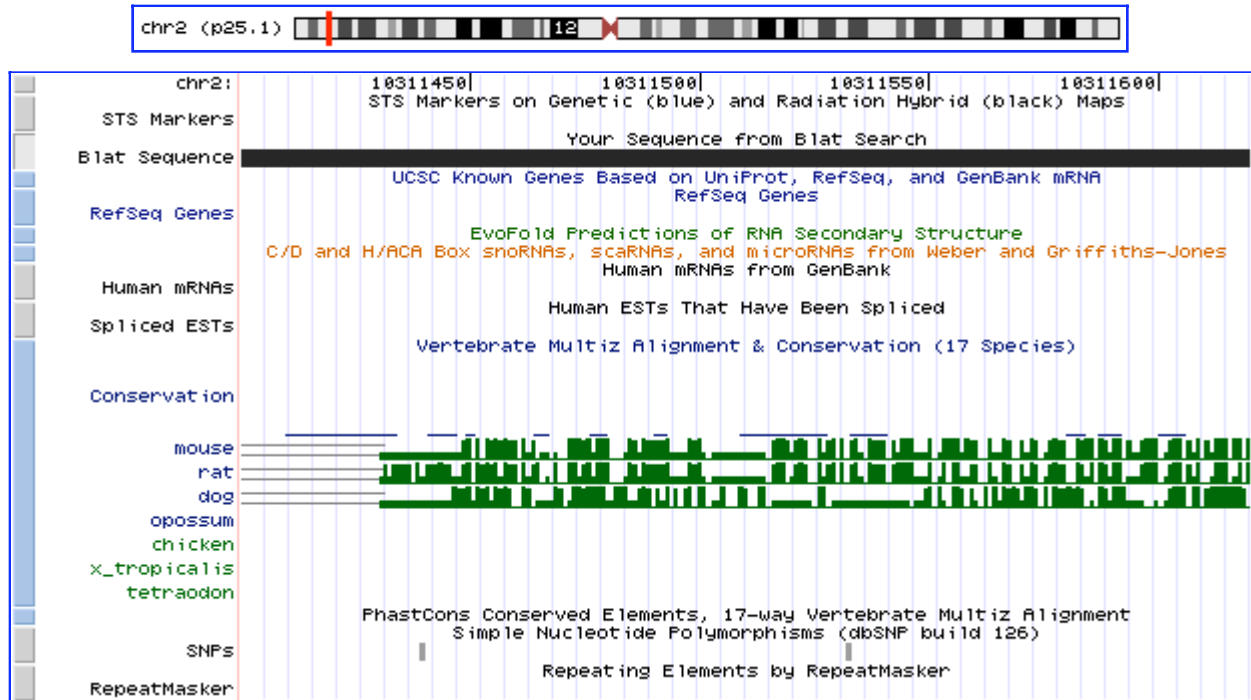 chr2 (p25.1) 12
chr2: 10311450| 10311500| 10311550| 10311600|
STS Markers on Genetic (blue) and Radiation Hybrid (black) Maps
STS Markers
Your Sequence from Blat Search
Blat Sequence
UCSC Known Genes Based on UniProt, RefSeq, and GenBank mRNA
RefSeq Genes
RefSeq Genes
EvoFold Predictions of RNA Secondary Structure
C/D and H/ACA Box snoRNAs, scaRNAs, and microRNAs from Weber and Griffiths-Jones
Human mRNAs from GenBank
Human mRNAs
Human ESTs That Have Been Spliced
Spliced ESTs
Vertebrate Multiz Alignment & Conservation (17 Species)
Conservation
mouse
rat
dog
opossum
chicken
x_tropicalis
tetraodon
PhastCons Conserved Elements, 17-way Vertebrate Multiz Alignment
Simple Nucleotide Polymorphisms (dbSNP build 126)
SNPs
Repeating Elements by RepeatMasker
RepeatMasker